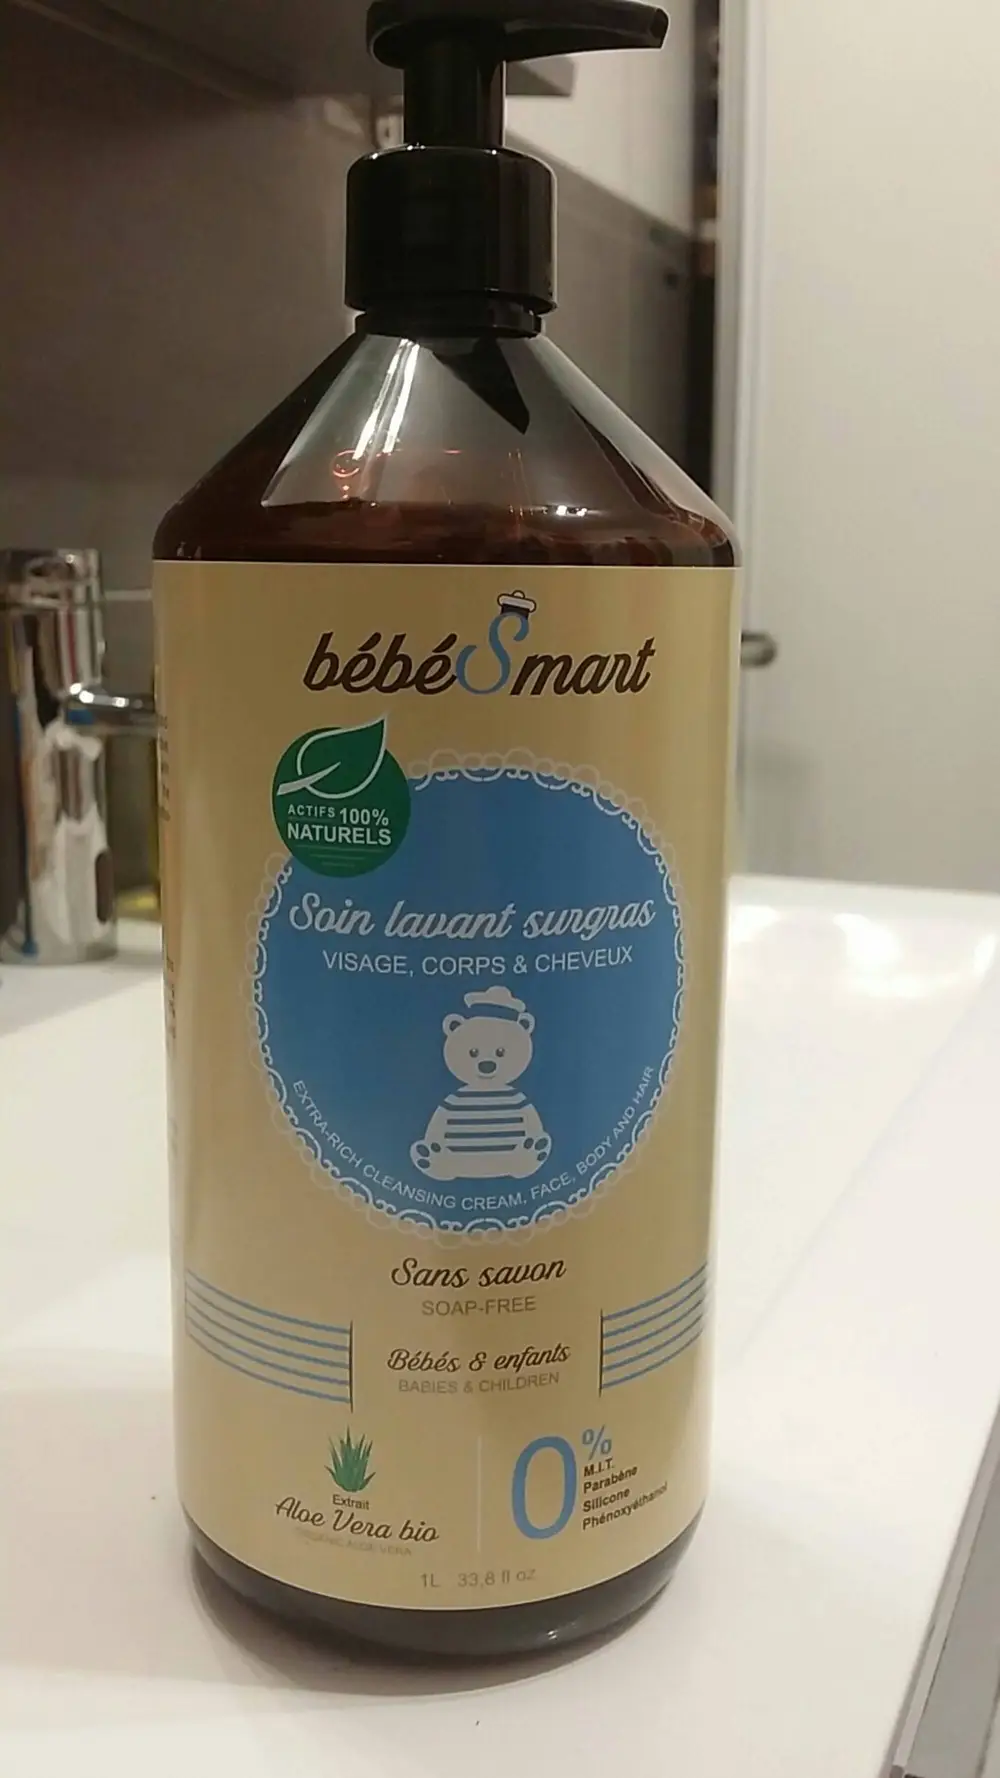 bébéSmart
ACTIFS 100%
NATURELS
Soin lavant surgras
VISAGE, CORPS & CHEVEUX
EXTRA-RICH CLEANSING CREAM, FACE, BODY AND HAIR
Sans savon
SOAP-FREE
Bébés & enfants
BABIES & CHILDREN
Extrait
Aloe Vera bio
ORGANIC ALOE VERA
0%
M.I.T.
Parabène
Silicone
Phénoxyéthanol
1L 33,8 fl oz